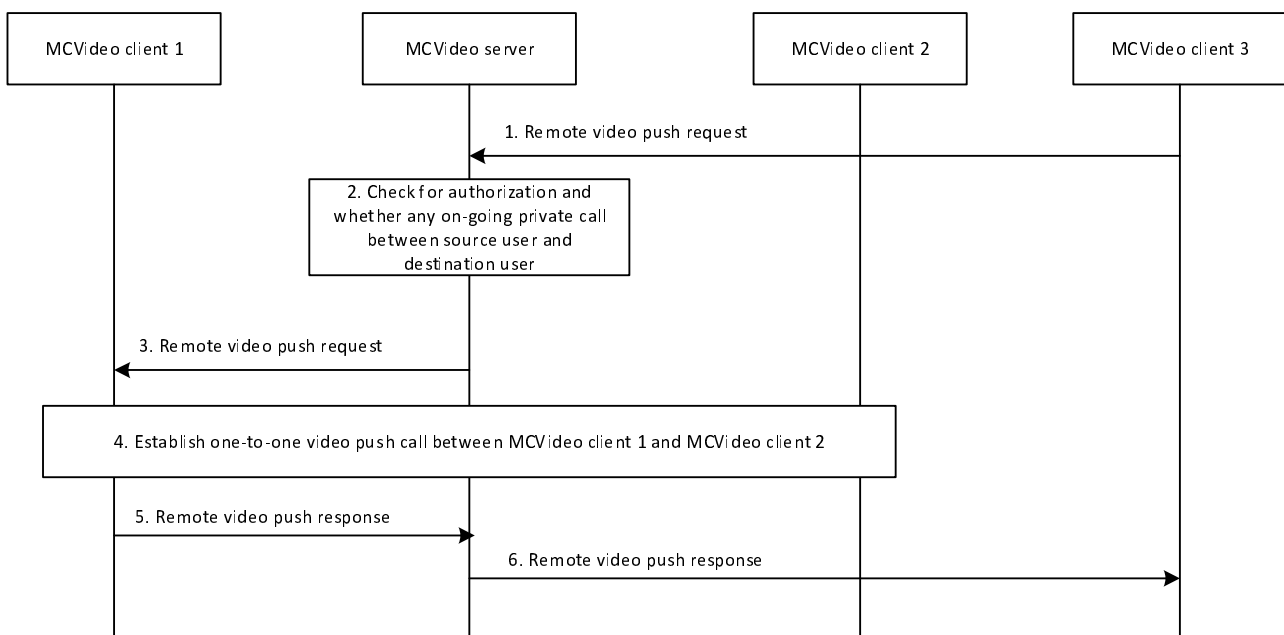 MCVideo client 1
MCVideo server
MCVideo client 2
MCVideo client 3
1. Remote video push request
2. Check for authorization and
whether any on-going private call
between source user and
destination user
3. Remote video push request
4. Establish one-to-one video push call between MCVideo client 1 and MCVideo client 2
5. Remote video push response
6. Remote video push response